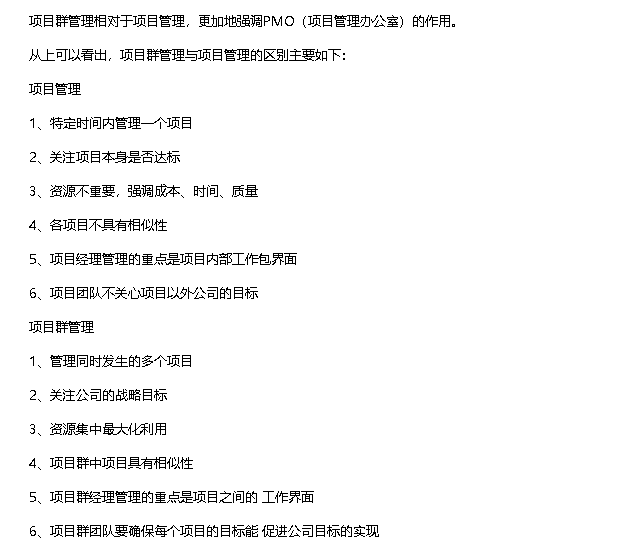 项目群管理相对于项目管理，更加地强调PMO（项目管理办公室）的作用。
从上可以看出，项目群管理与项目管理的区别主要如下：
项目管理
1、特定时间内管理一个项目
2、关注项目本身是否达标
3、资源不重要，强调成本、时间、质量
4、各项目不具有相似性
5、项目经理管理的重点是项目内部工作包界面
6、项目团队不关心项目以外公司的目标
项目群管理
1、管理同时发生的多个项目
2、关注公司的战略目标
3、资源集中最大化利用
4、项目群中项目具有相似性
5、项目群经理管理的重点是项目之间的 工作界面
6、项目群团队要确保每个项目的目标能 促进公司目标的实现